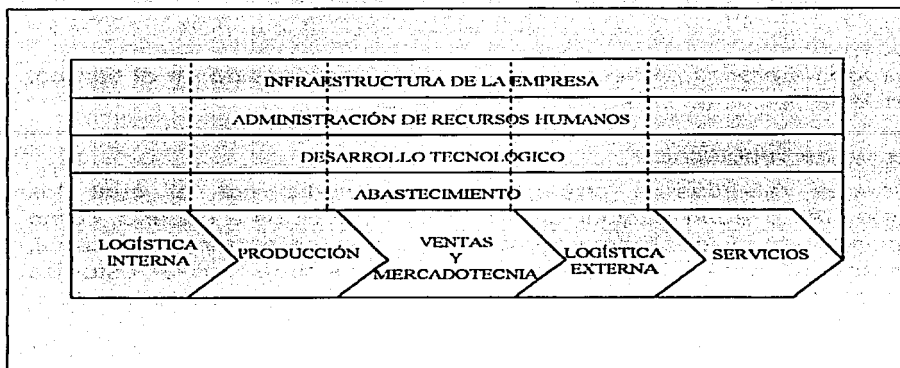 INFRAESTRUCTURA DE LA EMPRESA
ADMINISTRACIÓN DE RECURSOS HUMANOS
DESARROLLO TECNOLÓGICO
ABASTECIMIENTO
LOGÍSTICA
INTERNA
PRODUCCIÓN
VENTAS
Y
MERCADOTECNIA
LOGÍSTICA
EXTERNA
SERVICIOS